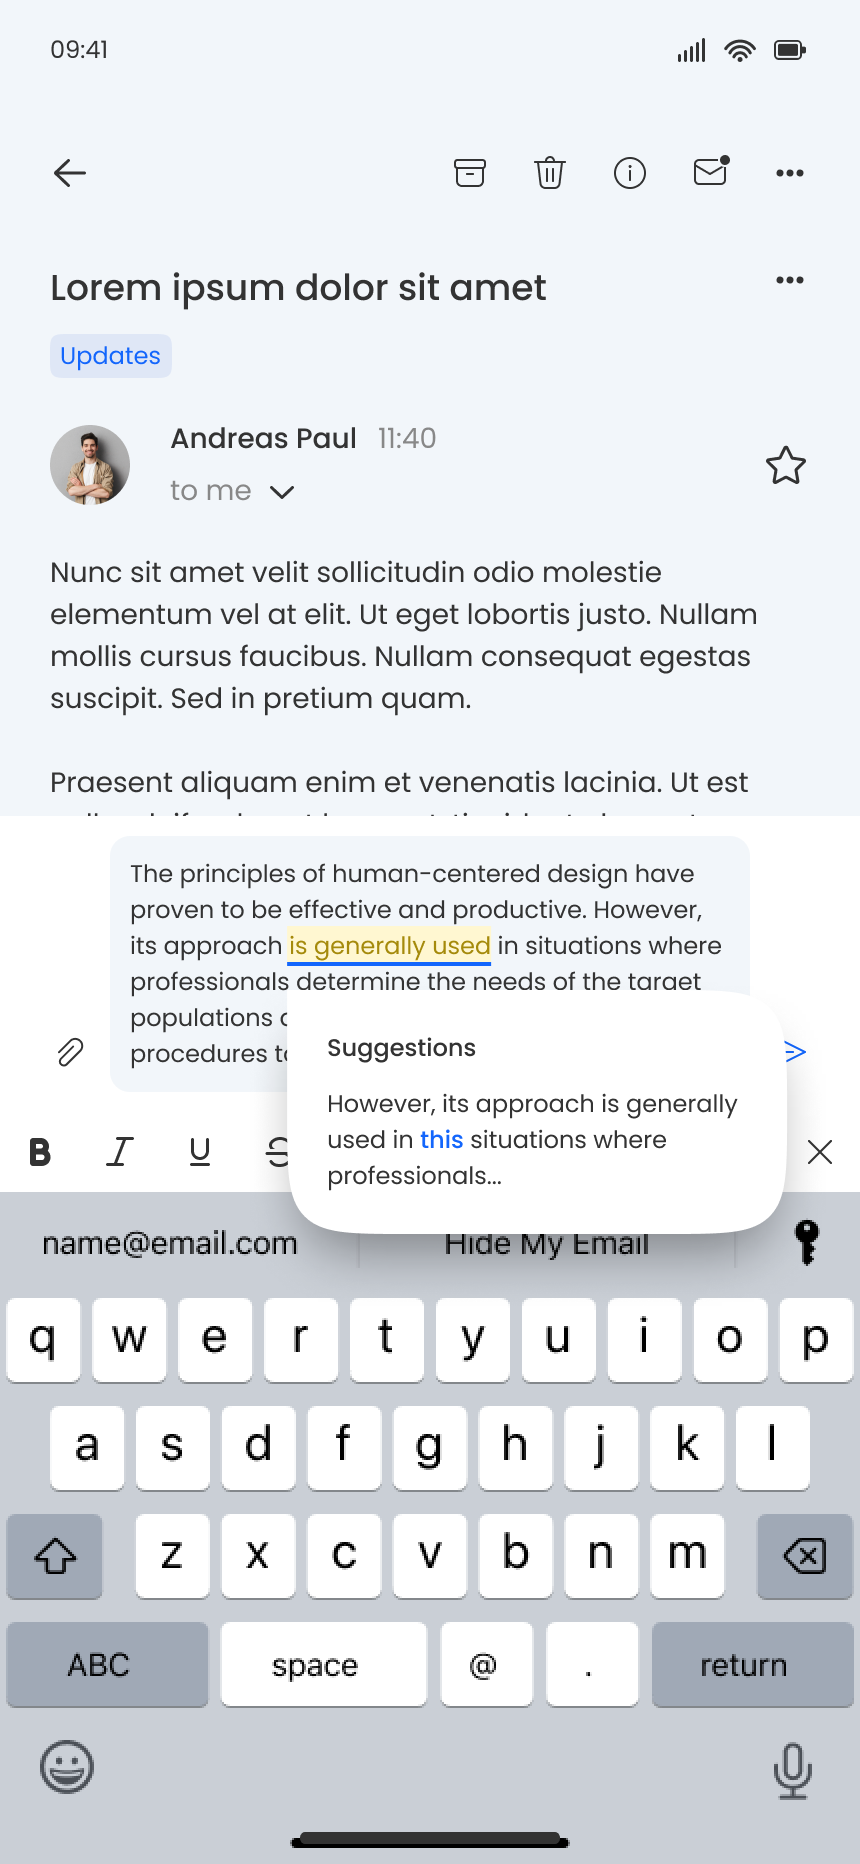 09:41
Lorem ipsum dolor sit amet
Updates
Andreas Paul 11:40
to me
Nunc sit amet velit sollicitudin odio molestie
elementum vel at elit. Ut eget lobortis justo. Nullam
mollis cursus faucibus. Nullam consequat egestas
suscipit. Sed in pretium quam.
Praesent aliquam enim et venenatis lacinia. Ut est
The principles of human-centered design have
proven to be effective and productive. However,
its approach is generally used in situations where
professionals determine the needs of the target
populations
procedures
Suggestions
However, its approach is generally
used in this situations where
professionals...
B I U S
name@email.com Hide My Email
q w e r t y u i o p
a s d f g h j k l
z x c v b n m
ABC space @ . return